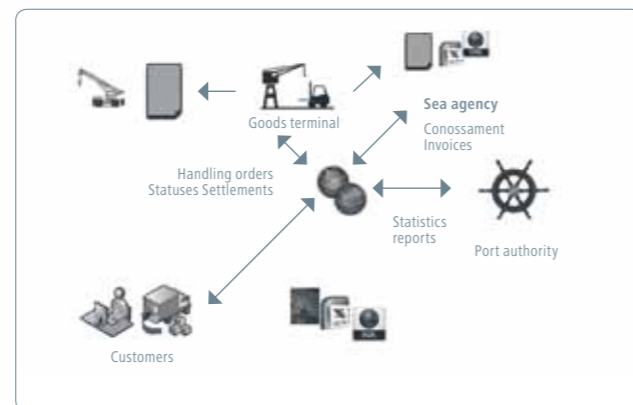 Goods terminal
Sea agency
Conossament
Invoices
Handling orders
Statuses Settlements
Statistics
reports
Port authority
Customers